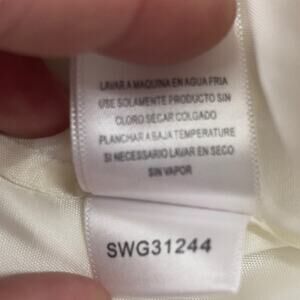 LAVAR A MAQUINA EN AGUA FRIA
USE SOLAMENTE PRODUCTO SIN
CLORO SECAR COLGADO
PLANCHAR A BAJA TEMPERATURE
SI NECESSARIO LAVAR EN SECO
SIN VAPOR
SWG31244